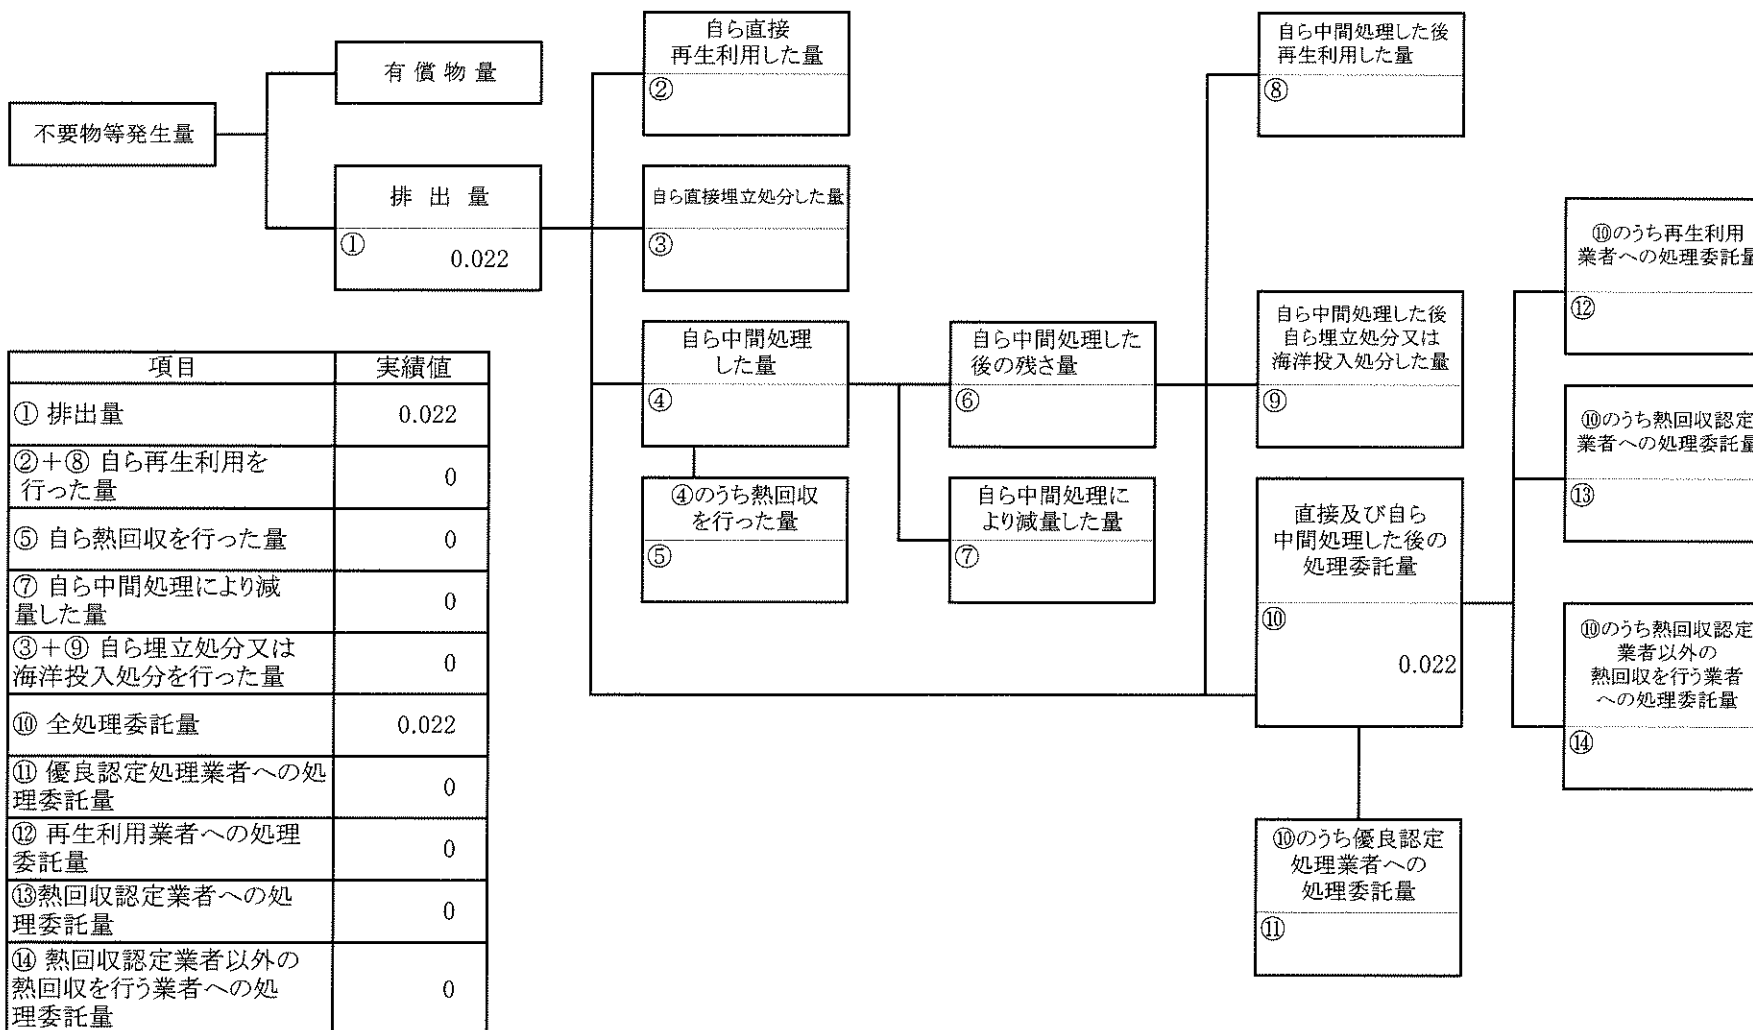 不要物等発生量
有償物量
排出量
①
0.022
自ら直接
再生利用した量
②
自ら直接埋立処分した量
③
自ら中間処理
した量
④
④のうち熱回収
を行った量
⑤
自ら中間処理した
後の残さ量
⑥
自ら中間処理に
より減量した量
⑦
自ら中間処理した後
再生利用した量
⑧
自ら中間処理した後
自ら埋立処分又は
海洋投入処分した量
⑨
直接及び自ら
中間処理した後の
処理委託量
⑩
0.022
⑩のうち優良認定
処理業者への
処理委託量
⑪
⑩のうち再生利用
業者への処理委託量
⑫
⑩のうち熱回収認定
業者への処理委託量
⑬
⑩のうち熱回収認定
業者以外の
熱回収を行う業者
への処理委託量
⑭
項目 実績値
① 排出量 0.022
②+⑧ 自ら再生利用を
行った量 0
⑤ 自ら熱回収を行った量 0
⑦ 自ら中間処理により減
量した量 0
③+⑨ 自ら埋立処分又は
海洋投入処分を行った量 0
⑩ 全処理委託量 0.022
⑪ 優良認定処理業者への処
理委託量 0
⑫ 再生利用業者への処理
委託量 0
⑬熱回収認定業者への処
理委託量 0
⑭ 熱回収認定業者以外の
熱回収を行う業者への処
理委託量 0